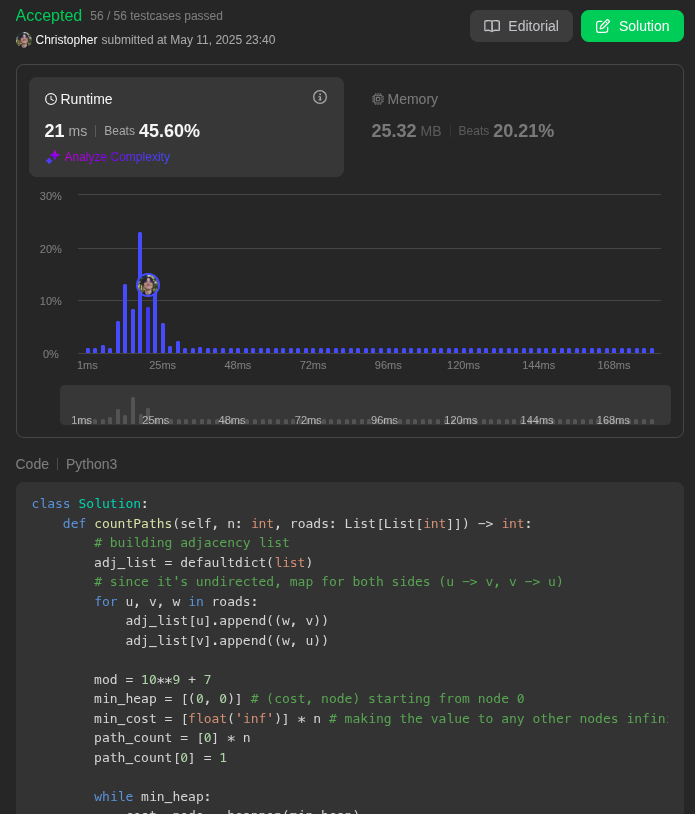 Accepted 56 / 56 testcases passed
Christopher submitted at May 11, 2025 23:40
Editorial
Solution
Runtime
21 ms | Beats 45.60%
Analyze Complexity
Memory
25.32 MB | Beats 20.21%
30%
20%
10%
0%
1ms 25ms 48ms 72ms 96ms 120ms 144ms 168ms
1ms 25ms 48ms 72ms 96ms 120ms 144ms 168ms
Code | Python3
class Solution:
    def countPaths(self, n: int, roads: List[List[int]]) -> int:
        # building adjacency list
        adj_list = defaultdict(list)
        # since it's undirected, map for both sides (u -> v, v -> u)
        for u, v, w in roads:
            adj_list[u].append((w, v))
            adj_list[v].append((w, u))
        mod = 10**9 + 7
        min_heap = [(0, 0)] # (cost, node) starting from node 0
        min_cost = [float('inf')] * n # making the value to any other nodes infin
        path_count = [0] * n
        path_count[0] = 1
        while min_heap: